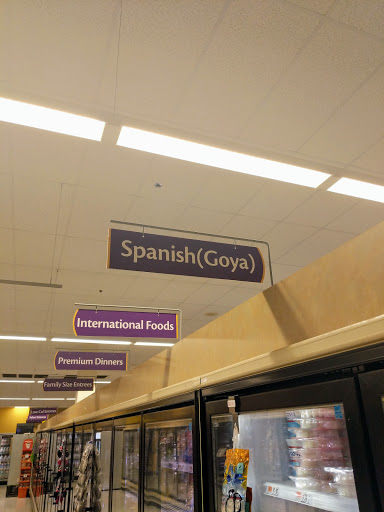 Spanish(Goya)
International Foods
Premium Dinners
Family Size Entrees